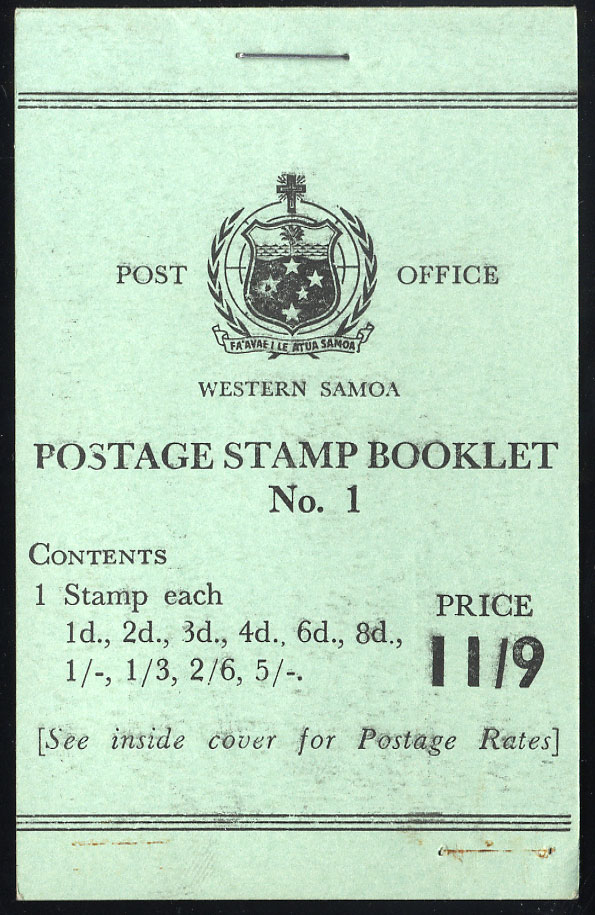 POST OFFICE
FA'AVAE I LE ATUA SAMOA
WESTERN SAMOA
POSTAGE STAMP BOOKLET
No. 1
CONTENTS
1 Stamp each
1d., 2d., 3d., 4d., 6d., 8d.,
1/-, 1/3, 2/6, 5/-.
PRICE
11/9
[See inside cover for Postage Rates]